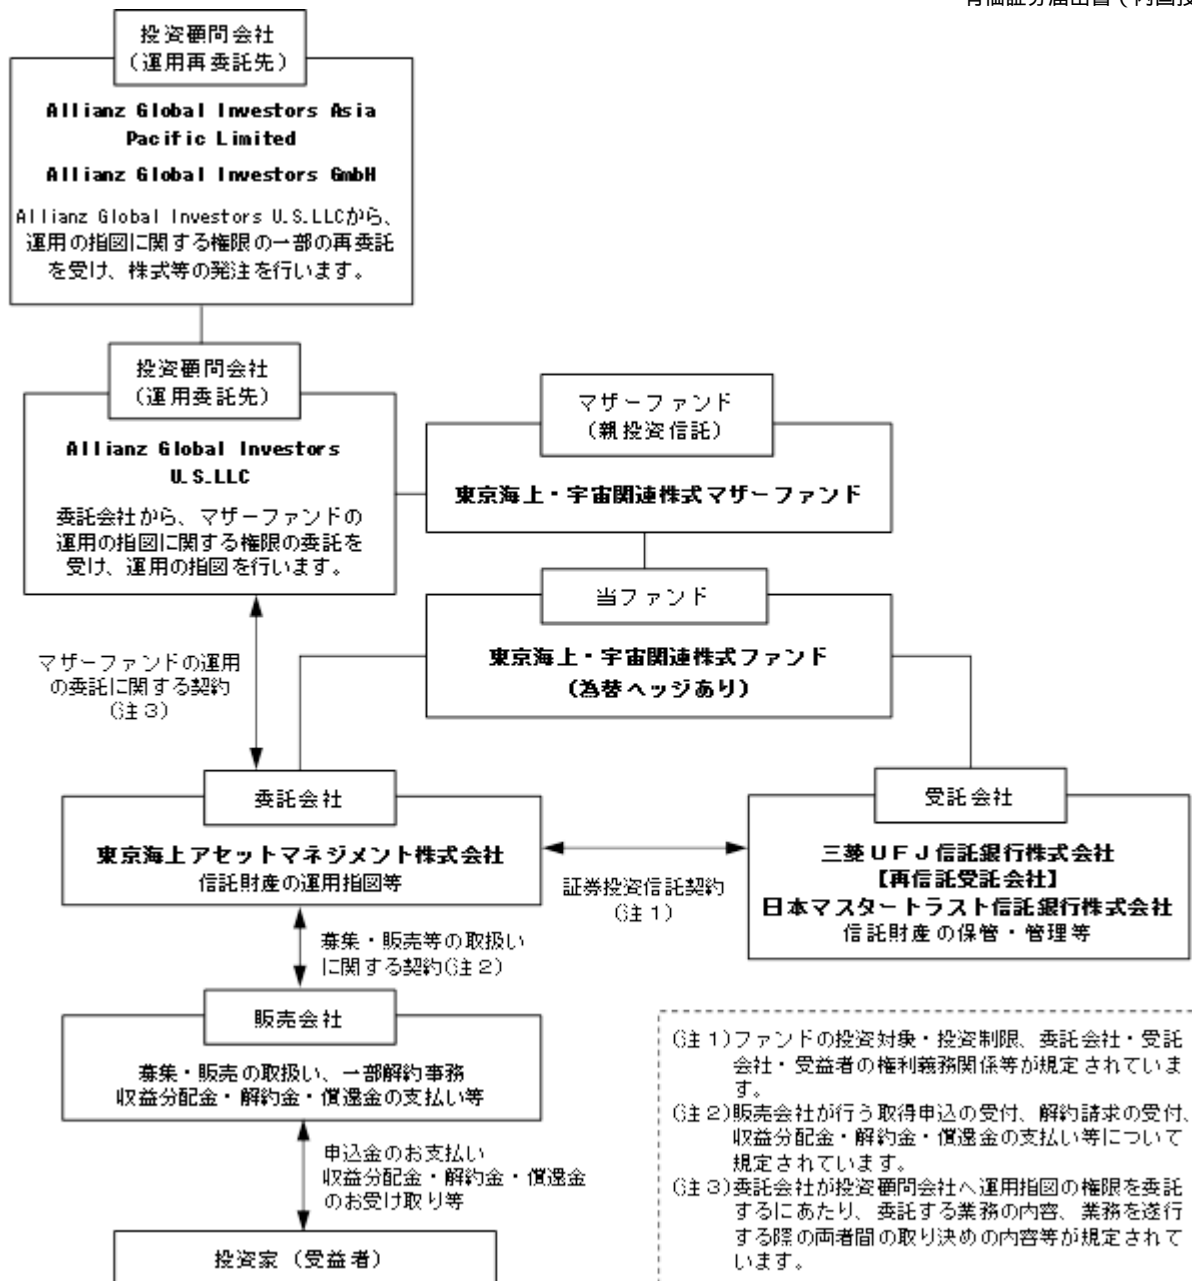 有価証券届出書（内国投
投資顧問会社
（運用再委託先）
Allianz Global Investors Asia
Pacific Limited
Allianz Global Investors GmbH
Allianz Global Investors U.S.LLCから、
運用の指図に関する権限の一部の再委託
を受け、株式等の発注を行います。
投資顧問会社
（運用委託先）
Allianz Global Investors
U.S.LLC
委託会社から、マザーファンドの
運用の指図に関する権限の委託を
受け、運用の指図を行います。
マザーファンド
（親投資信託）
東京海上・宇宙関連株式マザーファンド
当ファンド
東京海上・宇宙関連株式ファンド
（為替ヘッジあり）
マザーファンドの運用
の委託に関する契約
（注３）
委託会社
東京海上アセットマネジメント株式会社
信託財産の運用指図等
証券投資信託契約
（注１）
受託会社
三菱ＵＦＪ信託銀行株式会社
【再信託受託会社】
日本マスタートラスト信託銀行株式会社
信託財産の保管・管理等
募集・販売等の取扱い
に関する契約（注２）
販売会社
募集・販売の取扱い、一部解約事務
収益分配金・解約金・償還金の支払い等
申込金のお支払い
収益分配金・解約金・償還金
のお受け取り等
投資家（受益者）
（注１）ファンドの投資対象・投資制限、委託会社・受託
会社・受益者の権利義務関係等が規定されていま
す。
（注２）販売会社が行う取得申込の受付、解約請求の受付、
収益分配金・解約金・償還金の支払い等について
規定されています。
（注３）委託会社が投資顧問会社へ運用指図の権限を委託
するにあたり、委託する業務の内容、業務を遂行
する際の両者間の取り決めの内容等が規定されて
います。